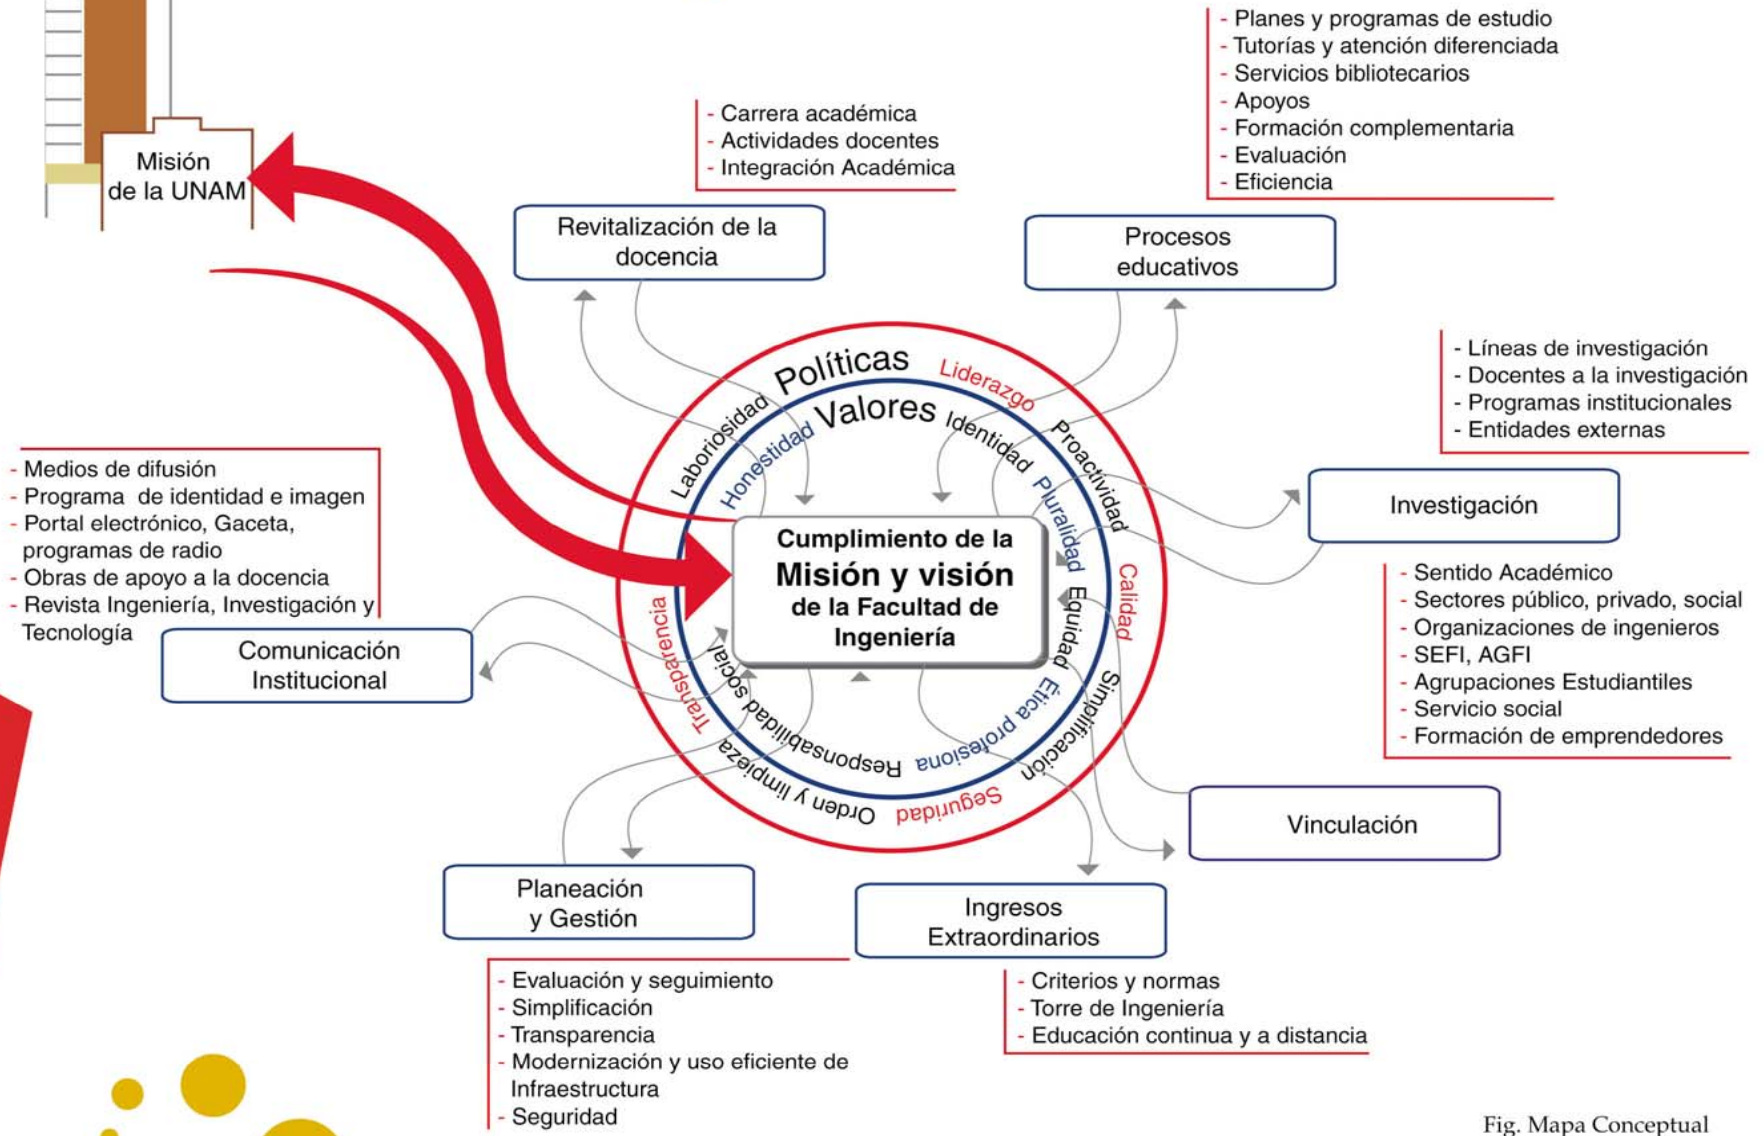 - Planes y programas de estudio
- Tutorías y atención diferenciada
- Servicios bibliotecarios
- Apoyos
- Formación complementaria
- Evaluación
- Eficiencia
- Carrera académica
- Actividades docentes
- Integración Académica
Misión
de la UNAM
Revitalización de la
docencia
Procesos
educativos
- Líneas de investigación
- Docentes a la investigación
- Programas institucionales
- Entidades externas
Políticas
Liderazgo
Proactividad
Calidad
Simplificación
Seguridad
Orden y limpieza
Transparencia
Laboriosidad
Valores
Identidad
Pluralidad
Equidad
Ética profesiona
Responsabilidad social
Honestidad
Cumplimiento de la
Misión y visión
de la Facultad de
Ingeniería
- Medios de difusión
- Programa de identidad e imagen
- Portal electrónico, Gaceta,
programas de radio
- Obras de apoyo a la docencia
- Revista Ingeniería, Investigación y
Tecnología
Comunicación
Institucional
Investigación
- Sentido Académico
- Sectores público, privado, social
- Organizaciones de ingenieros
- SEFI, AGFI
- Agrupaciones Estudiantiles
- Servicio social
- Formación de emprendedores
Vinculación
Planeación
y Gestión
Ingresos
Extraordinarios
- Evaluación y seguimiento
- Simplificación
- Transparencia
- Modernización y uso eficiente de
Infraestructura
- Seguridad
- Criterios y normas
- Torre de Ingeniería
- Educación continua y a distancia
Fig. Mapa Conceptual